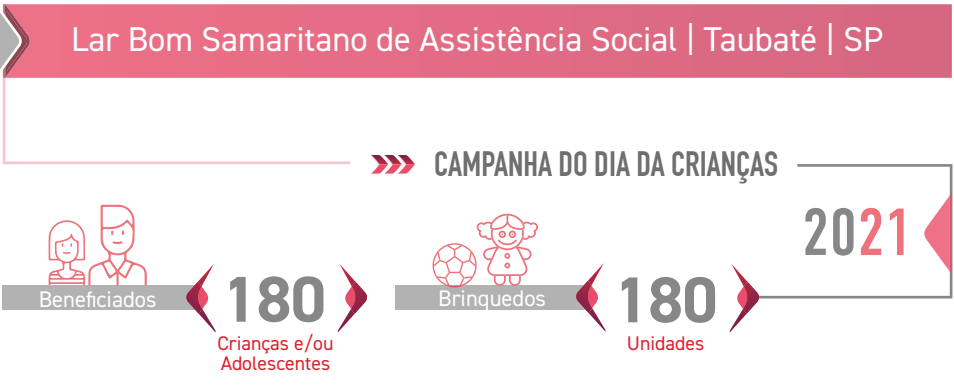 Lar Bom Samaritano de Assistência Social | Taubaté | SP
CAMPANHA DO DIA DA CRIANÇAS
2021
Beneficiados
180
Crianças e/ou
Adolescentes
Brinquedos
180
Unidades